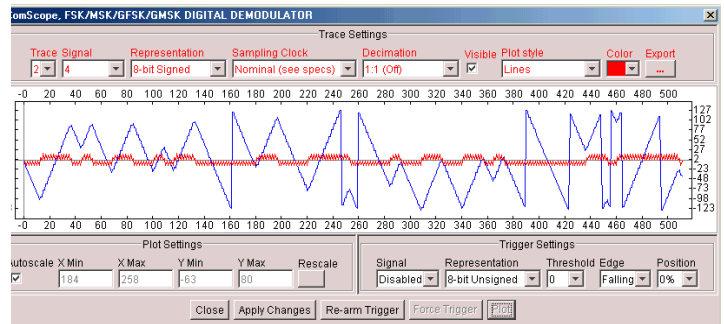 ComScope, FSK/MSK/GFSK/GMSK DIGITAL DEMODULATOR
Trace Settings
Trace Signal Representation Sampling Clock Decimation Visible Plot style Color Export
2 4 8-bit Signed Nominal (see specs) 1:1 (Off) Lines ...
-0 20 40 60 80 100 120 140 160 180 200 220 240 260 280 300 320 340 360 380 400 420 440 460 480 500
127
102
77
52
27
2
-23
-48
-73
-98
-123
-0 20 40 60 80 100 120 140 160 180 200 220 240 260 280 300 320 340 360 380 400 420 440 460 480 500
Plot Settings
Autoscale X Min X Max Y Min Y Max Rescale
184 258 -63 80
Trigger Settings
Signal Representation Threshold Edge Position
Disabled 8-bit Unsigned 0 Falling 0%
Close Apply Changes Re-arm Trigger Force Trigger Plot